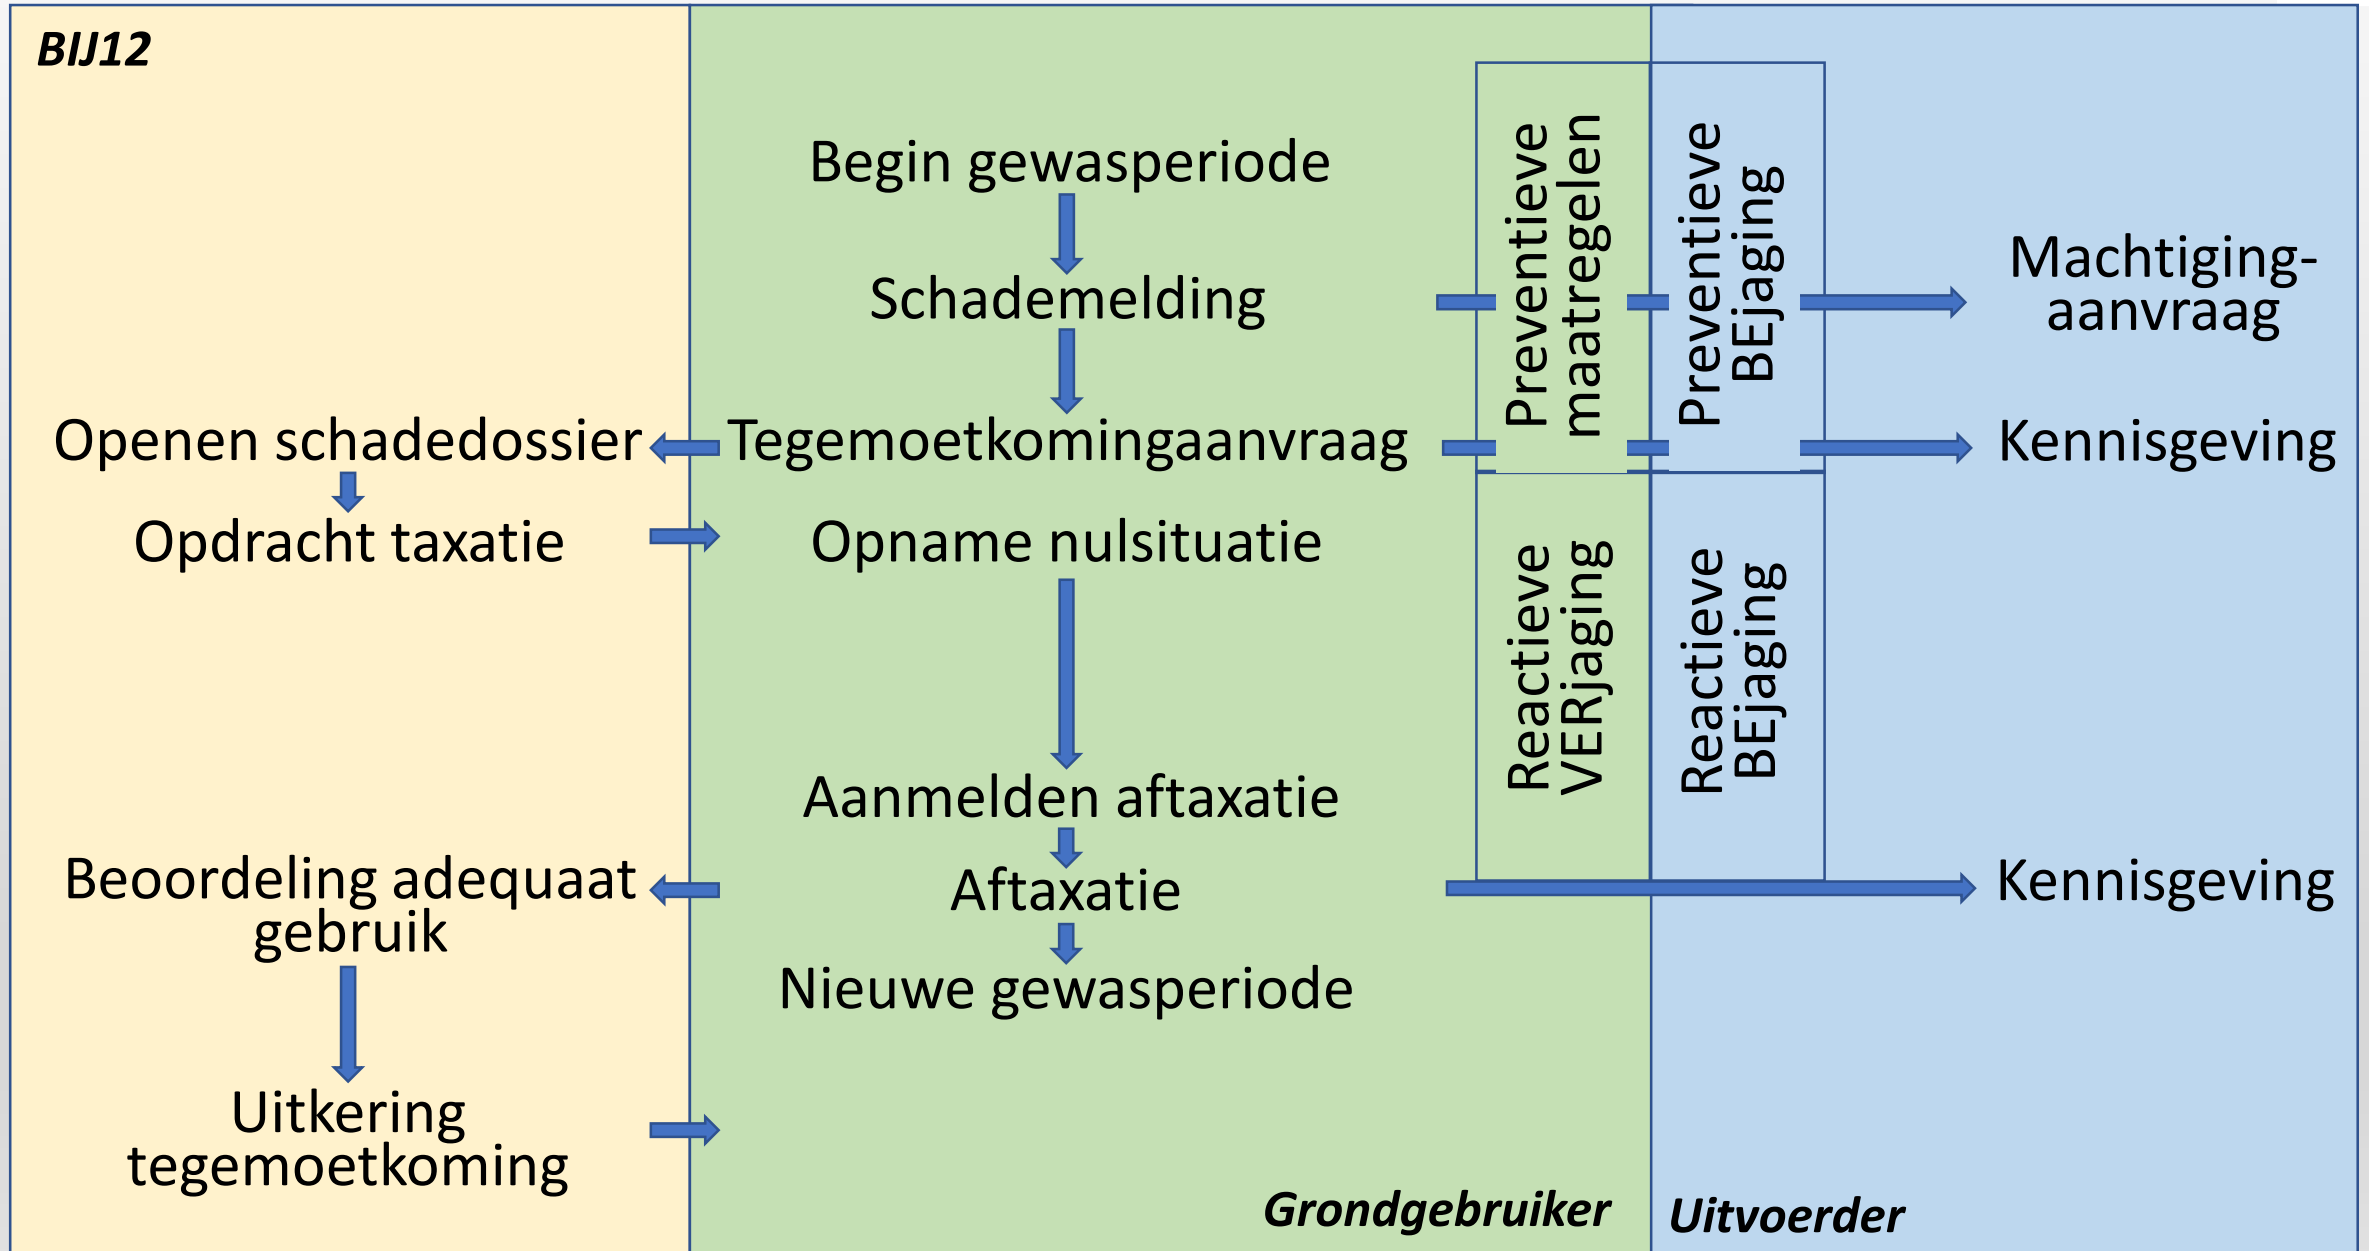 BIJ12
Openen schadedossier
Opdracht taxatie
Beoordeling adequaat
gebruik
Uitkering
tegemoetkoming
Begin gewasperiode
Schademelding
Tegemoetkomingaanvraag
Opname nulsituatie
Aanmelden aftaxatie
Aftaxatie
Nieuwe gewasperiode
Grondgebruiker
Preventieve
maatregelen
Reactieve
VERjaging
Preventieve
BEjaging
Reactieve
BEjaging
Machtiging-
aanvraag
Kennisgeving
Kennisgeving
Uitvoerder